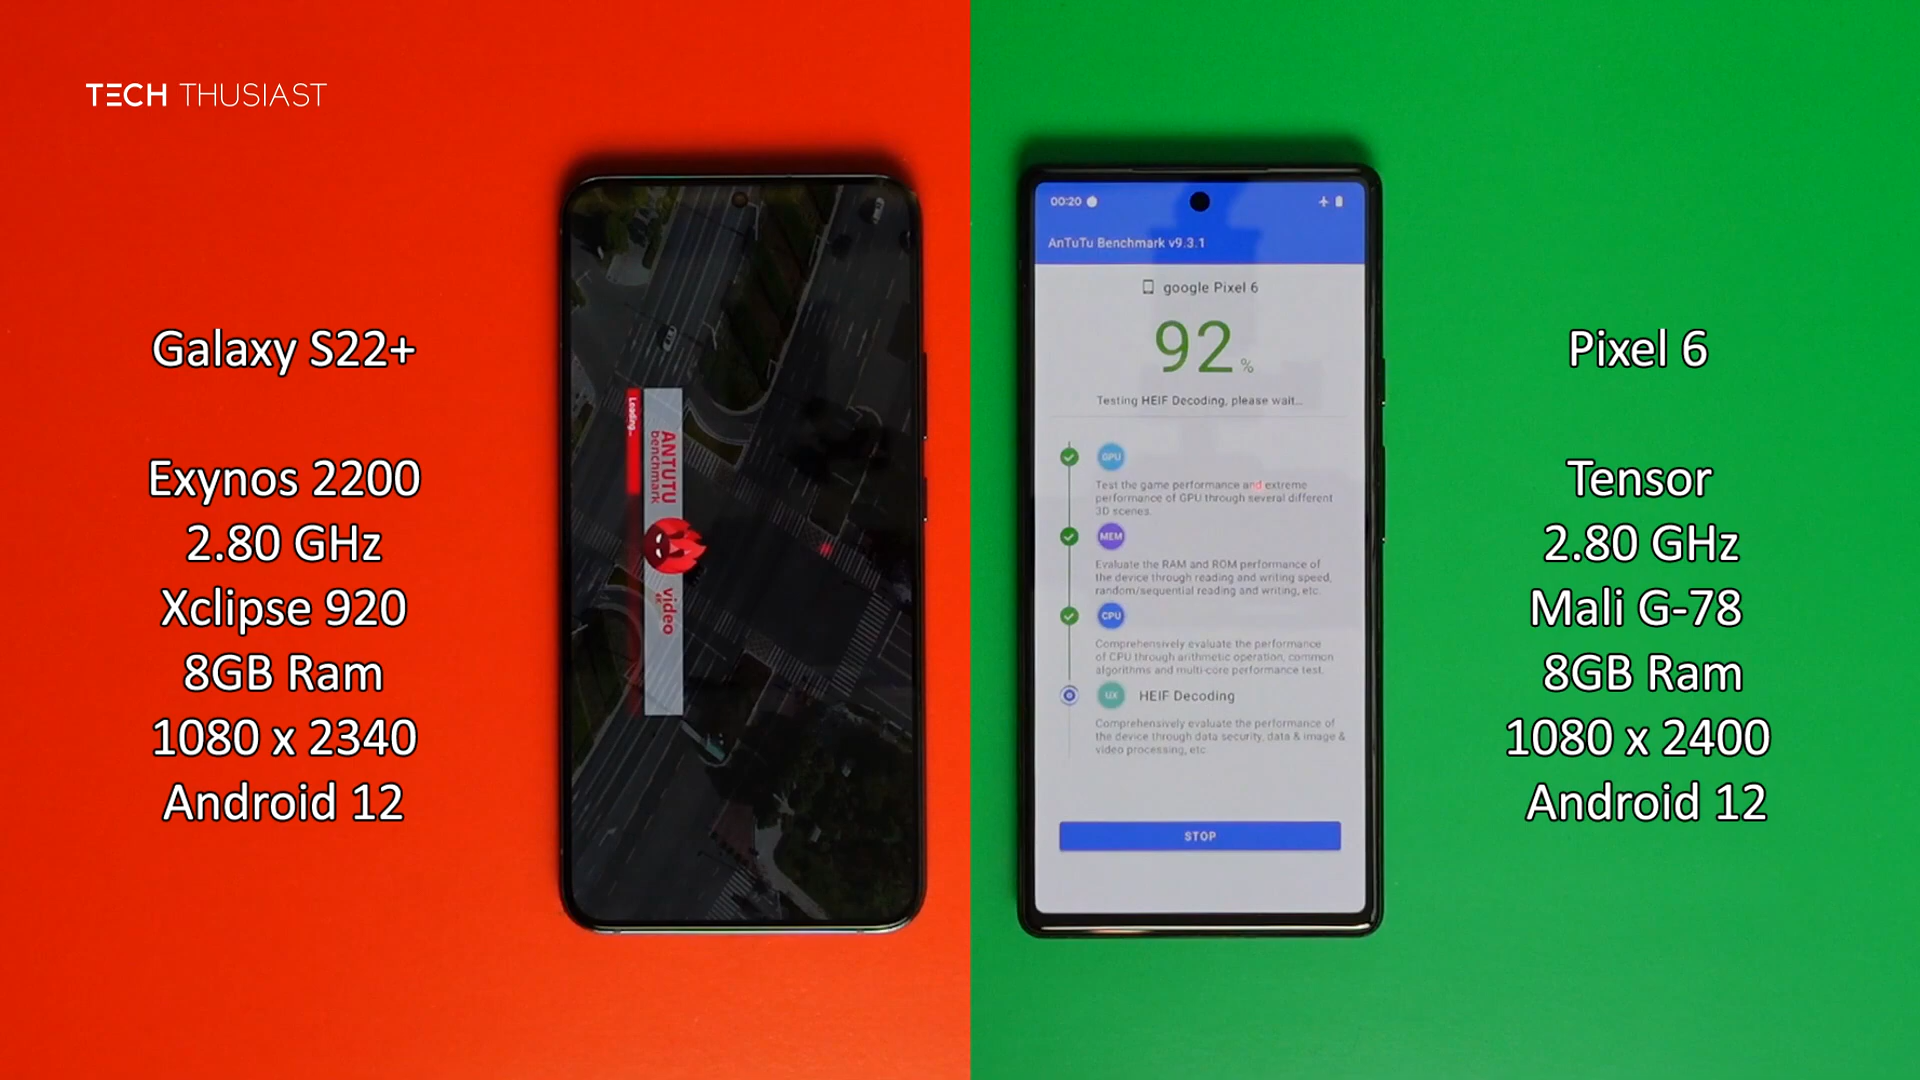 TECH THUSIAST
Galaxy S22+
Exynos 2200
2.80 GHz
Xclipse 920
8GB Ram
1080 x 2340
Android 12
Loading...
ANTUTU
benchmark
video
00:20
AnTuTu Benchmark v9.3.1
google Pixel 6
92%
Testing HEIF Decoding, please wait...
GPU
Test the game performance and extreme
performance of GPU through several different
3D scenes.
MEM
Evaluate the RAM and ROM performance of
the device through reading and writing speed,
random/sequential reading and writing, etc.
CPU
Comprehensively evaluate the performance
of CPU through arithmetic operation, common
algorithms and multi-core performance test.
UX HEIF Decoding
Comprehensively evaluate the performance of
the device through data security, data & image &
video processing, etc.
STOP
Pixel 6
Tensor
2.80 GHz
Mali G-78
8GB Ram
1080 x 2400
Android 12